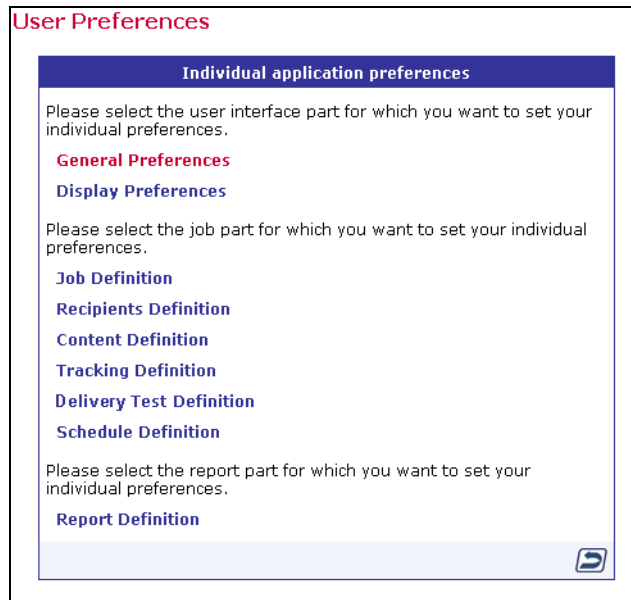 User Preferences
Individual application preferences
Please select the user interface part for which you want to set your
individual preferences.
General Preferences
Display Preferences
Please select the job part for which you want to set your individual
preferences.
Job Definition
Recipients Definition
Content Definition
Tracking Definition
Delivery Test Definition
Schedule Definition
Please select the report part for which you want to set your
individual preferences.
Report Definition